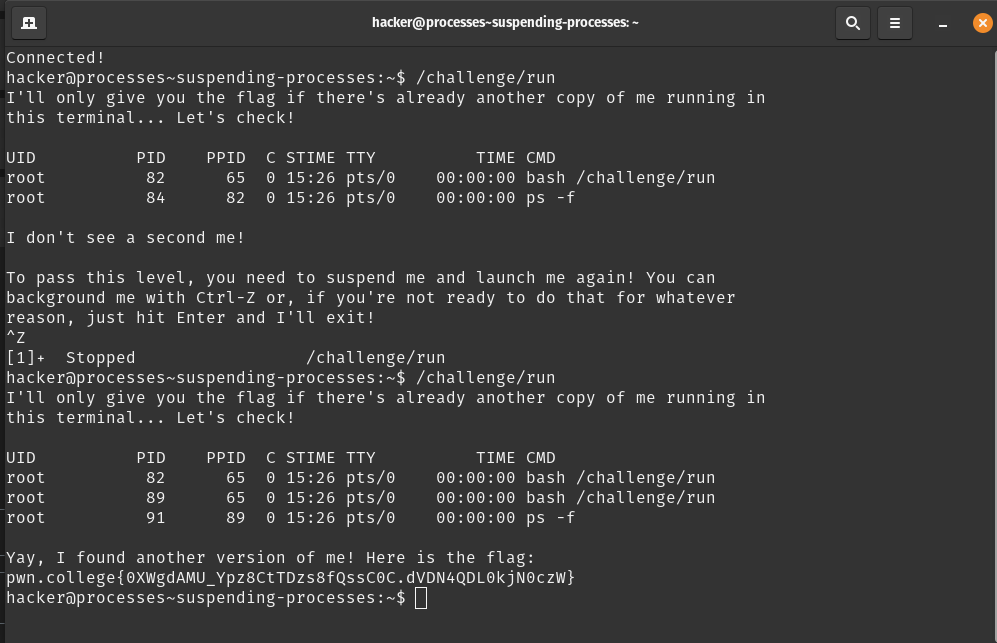 hacker@processes~suspending-processes: ~
Connected!
hacker@processes~suspending-processes:~$ /challenge/run
I'll only give you the flag if there's already another copy of me running in
this terminal... Let's check!
UID          PID    PPID  C STIME TTY          TIME CMD
root          82      65  0 15:26 pts/0    00:00:00 bash /challenge/run
root          84      82  0 15:26 pts/0    00:00:00 ps -f
I don't see a second me!
To pass this level, you need to suspend me and launch me again! You can
background me with Ctrl-Z or, if you're not ready to do that for whatever
reason, just hit Enter and I'll exit!
^Z
[1]+  Stopped                 /challenge/run
hacker@processes~suspending-processes:~$ /challenge/run
I'll only give you the flag if there's already another copy of me running in
this terminal... Let's check!
UID          PID    PPID  C STIME TTY          TIME CMD
root          82      65  0 15:26 pts/0    00:00:00 bash /challenge/run
root          89      65  0 15:26 pts/0    00:00:00 bash /challenge/run
root          91      89  0 15:26 pts/0    00:00:00 ps -f
Yay, I found another version of me! Here is the flag:
pwn.college{0XWgdAMU_Ypz8CtTDzs8fQssC0C.dVDN4QDL0kjN0czW}
hacker@processes~suspending-processes:~$